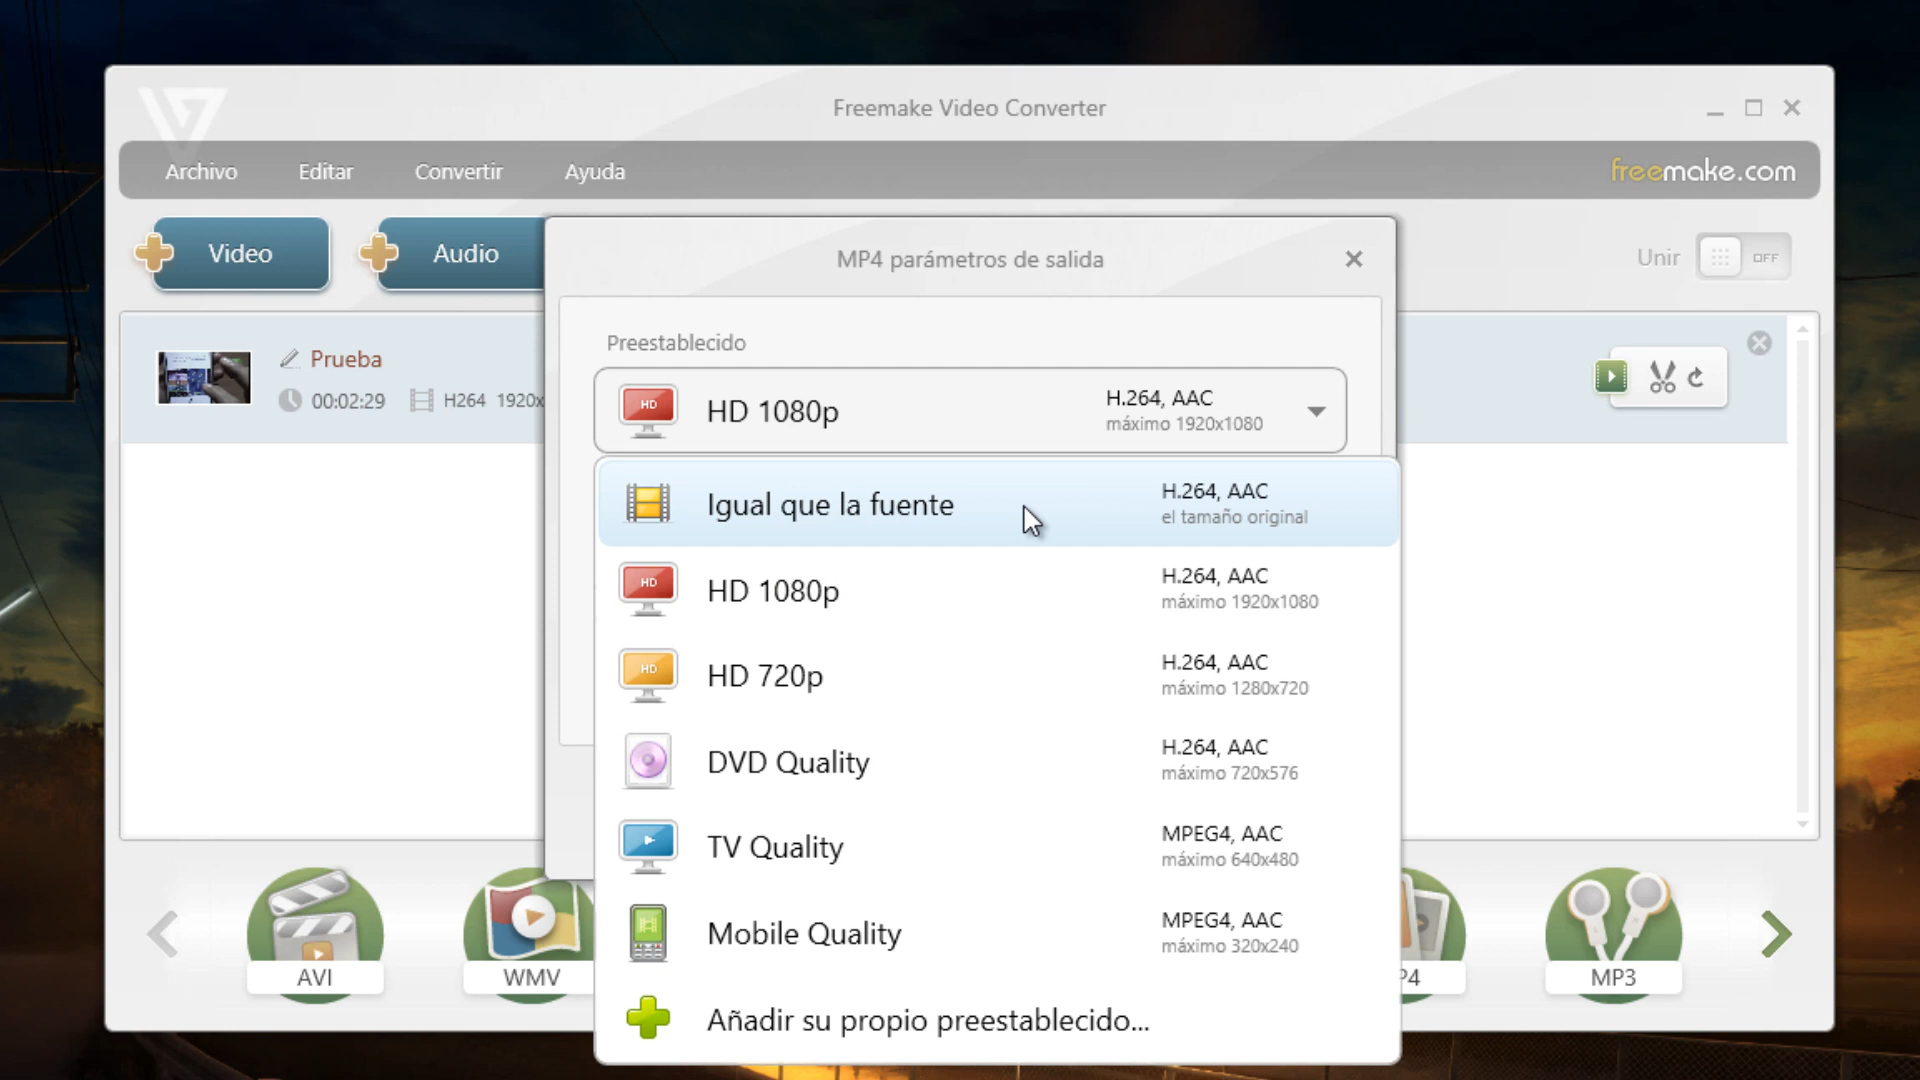 Freemake Video Converter
Archivo Editar Convertir Ayuda
freemake.com
Video
Audio
Unir
OFF
MP4 parámetros de salida
Prueba
00:02:29 H264 1920x
Preestablecido
HD
HD 1080p
H.264, AAC
máximo 1920x1080
Igual que la fuente
H.264, AAC
el tamaño original
HD
HD 1080p
H.264, AAC
máximo 1920x1080
HD
HD 720p
H.264, AAC
máximo 1280x720
DVD Quality
H.264, AAC
máximo 720x576
TV Quality
MPEG4, AAC
máximo 640x480
Mobile Quality
MPEG4, AAC
máximo 320x240
Añadir su propio preestablecido...
AVI
WMV
P4
MP3